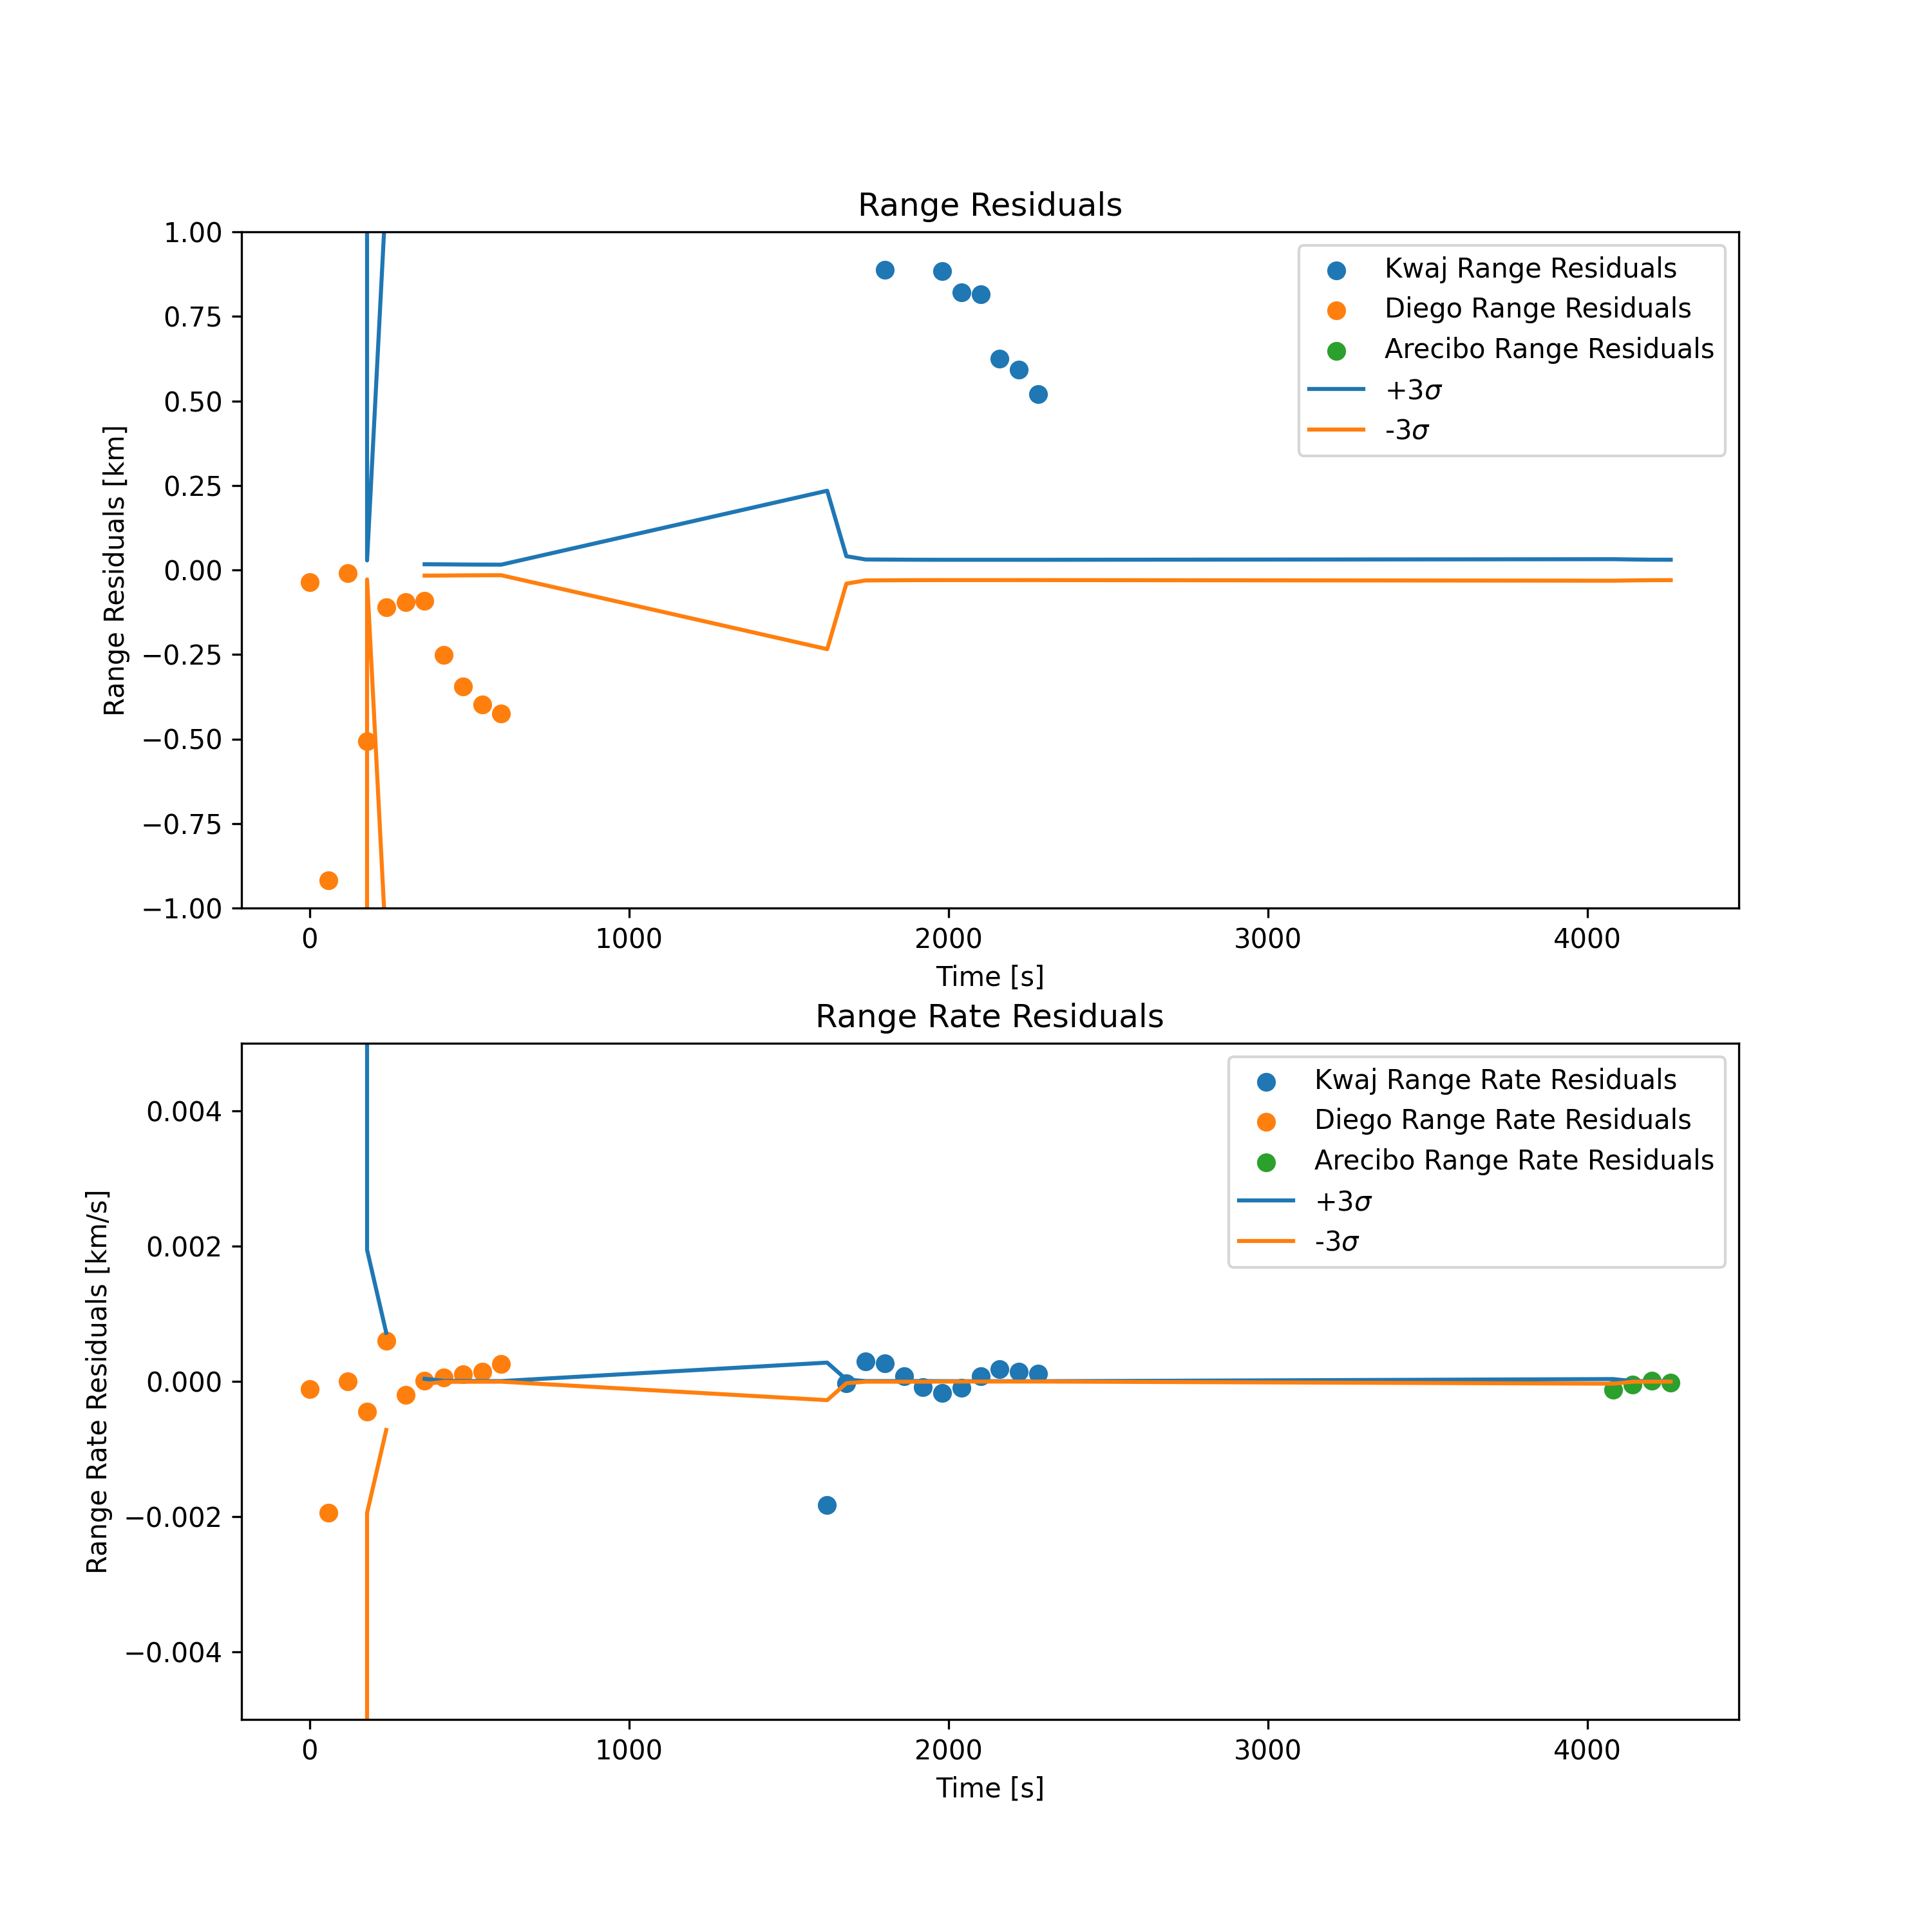 Range Residuals
1.00
0.75
0.50
0.25
0.00
−0.25
−0.50
−0.75
−1.00
Range Residuals [km]
Kwaj Range Residuals
Diego Range Residuals
Arecibo Range Residuals
+3σ
-3σ
0 1000 2000 3000 4000
Time [s]
Range Rate Residuals
0.004
0.002
0.000
−0.002
−0.004
Range Rate Residuals [km/s]
Kwaj Range Rate Residuals
Diego Range Rate Residuals
Arecibo Range Rate Residuals
+3σ
-3σ
0 1000 2000 3000 4000
Time [s]